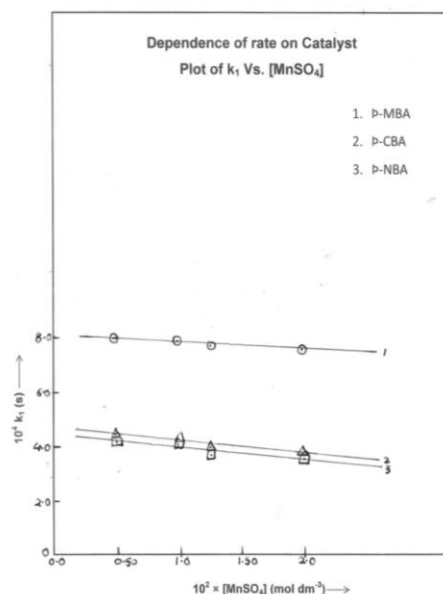 Dependence of rate on Catalyst
Plot of k₁ Vs. [MnSO₄]
1. Þ-MBA
2. Þ-CBA
3. Þ-NBA
8.0
6.0
4.0
2.0
0
10⁴ k₁ (s) ⟶
1
2
3
0.0 0.50 1.0 1.50 2.0
10² × [MnSO₄] (mol dm⁻³) ⟶